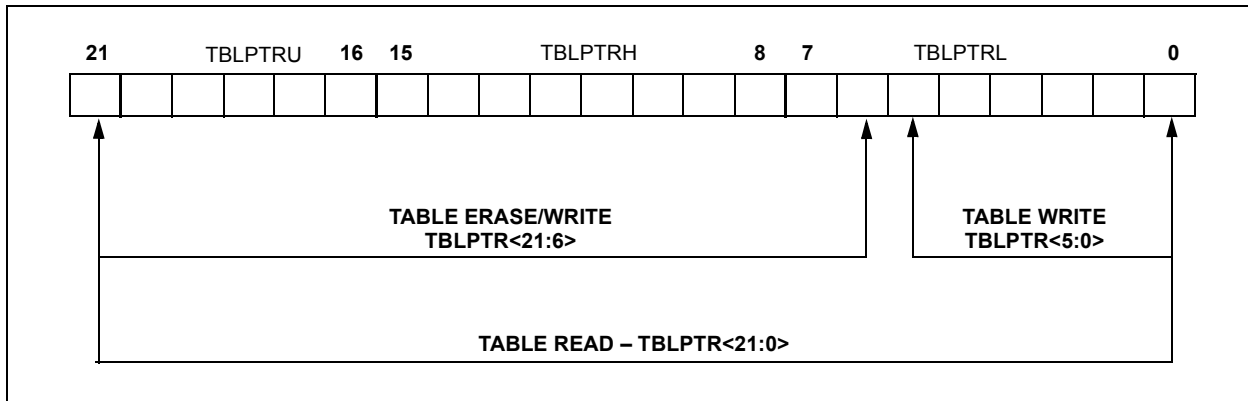 21 TBLPTRU 16 15 TBLPTRH 8 7 TBLPTRL 0
TABLE ERASE/WRITE
TBLPTR<21:6>
TABLE WRITE
TBLPTR<5:0>
TABLE READ – TBLPTR<21:0>